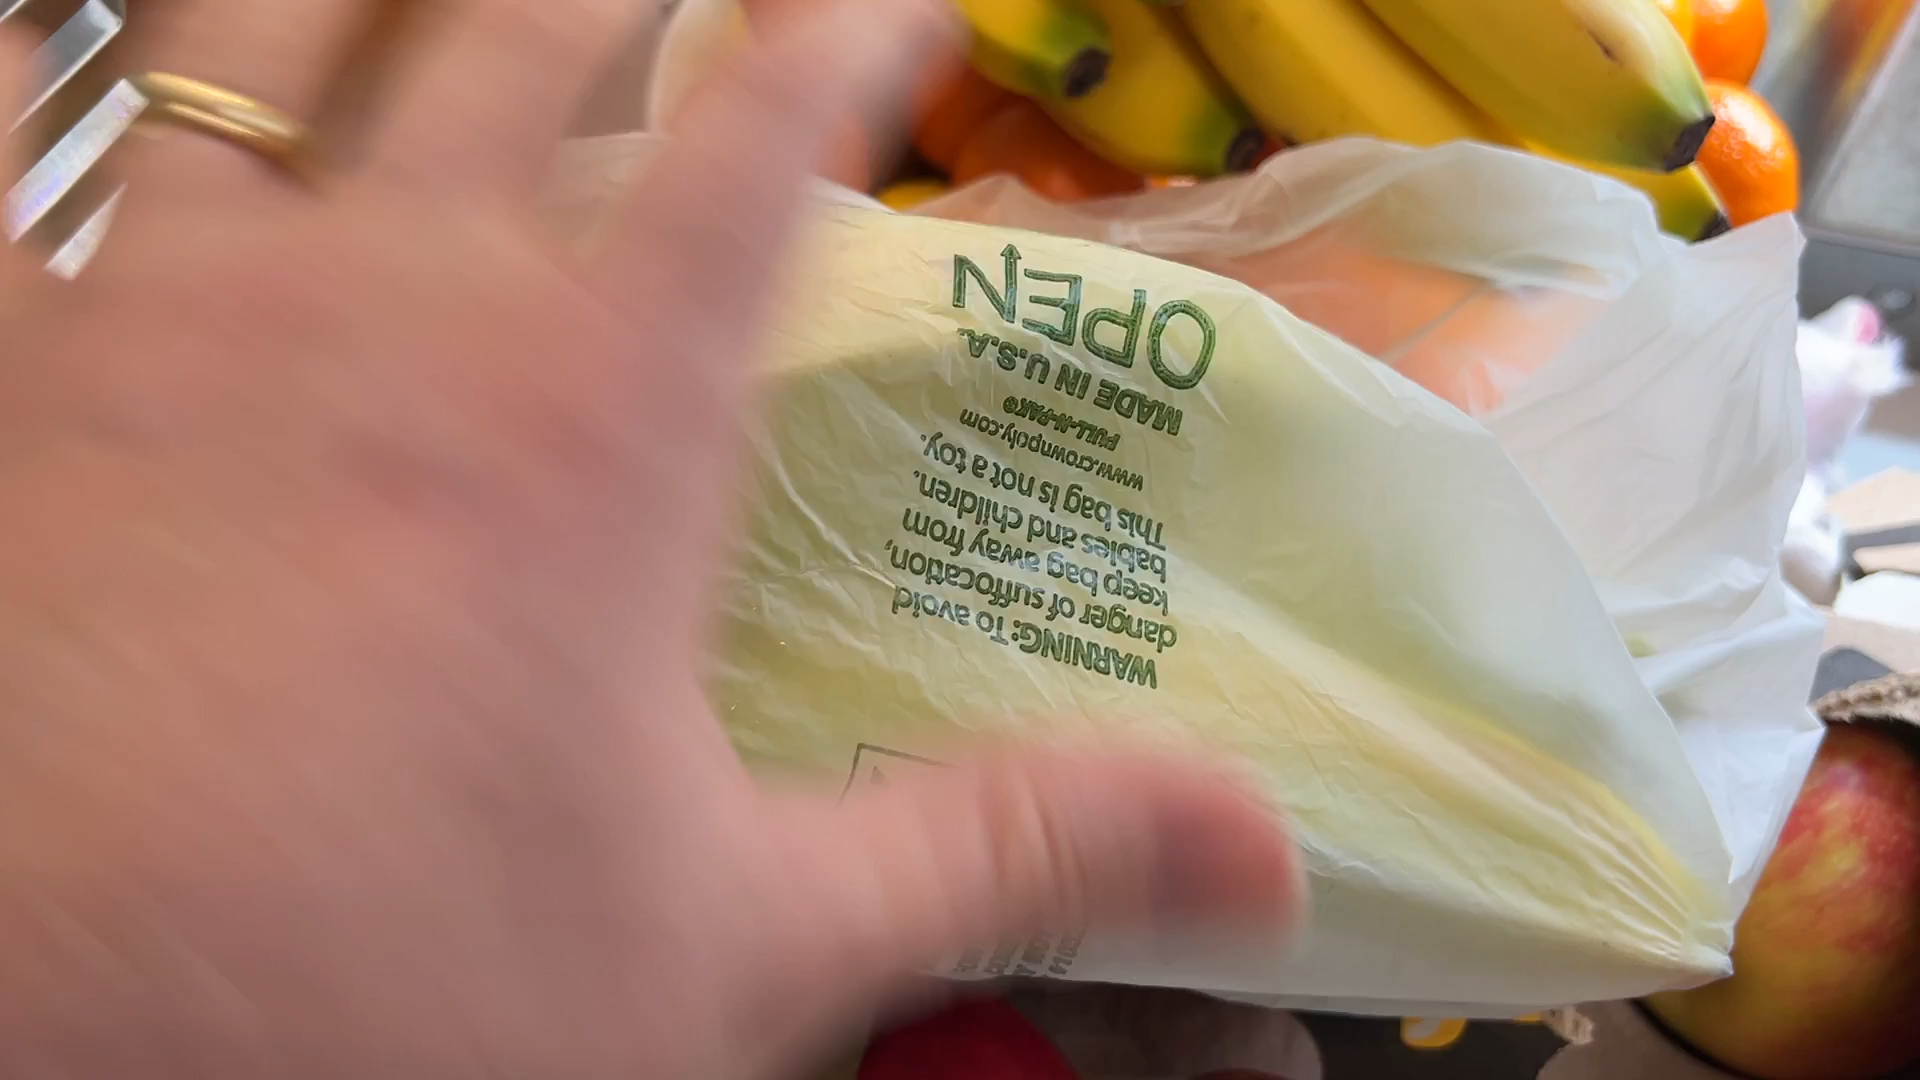 WARNING: To avoid
danger of suffocation,
keep bag away from
babies and children.
This bag is not a toy.
www.crownpoly.com
PULL-N-PAK®
MADE IN U.S.A.
OPEN